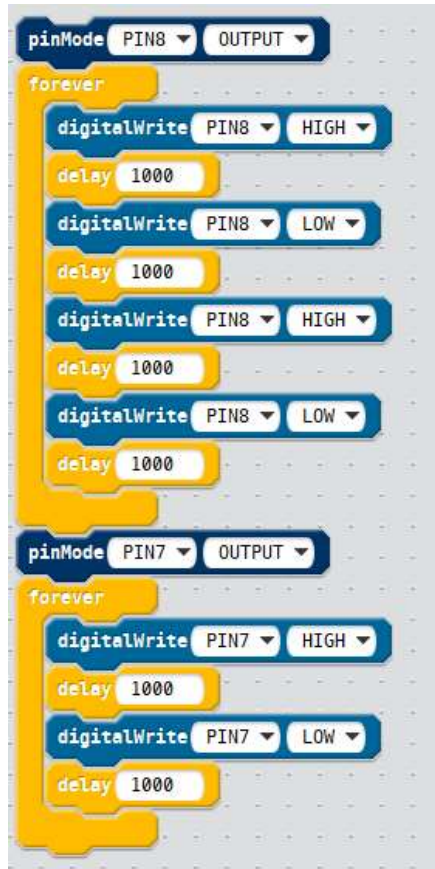 pinMode PIN8 OUTPUT
forever
digitalWrite PIN8 HIGH
delay 1000
digitalWrite PIN8 LOW
delay 1000
digitalWrite PIN8 HIGH
delay 1000
digitalWrite PIN8 LOW
delay 1000
pinMode PIN7 OUTPUT
forever
digitalWrite PIN7 HIGH
delay 1000
digitalWrite PIN7 LOW
delay 1000